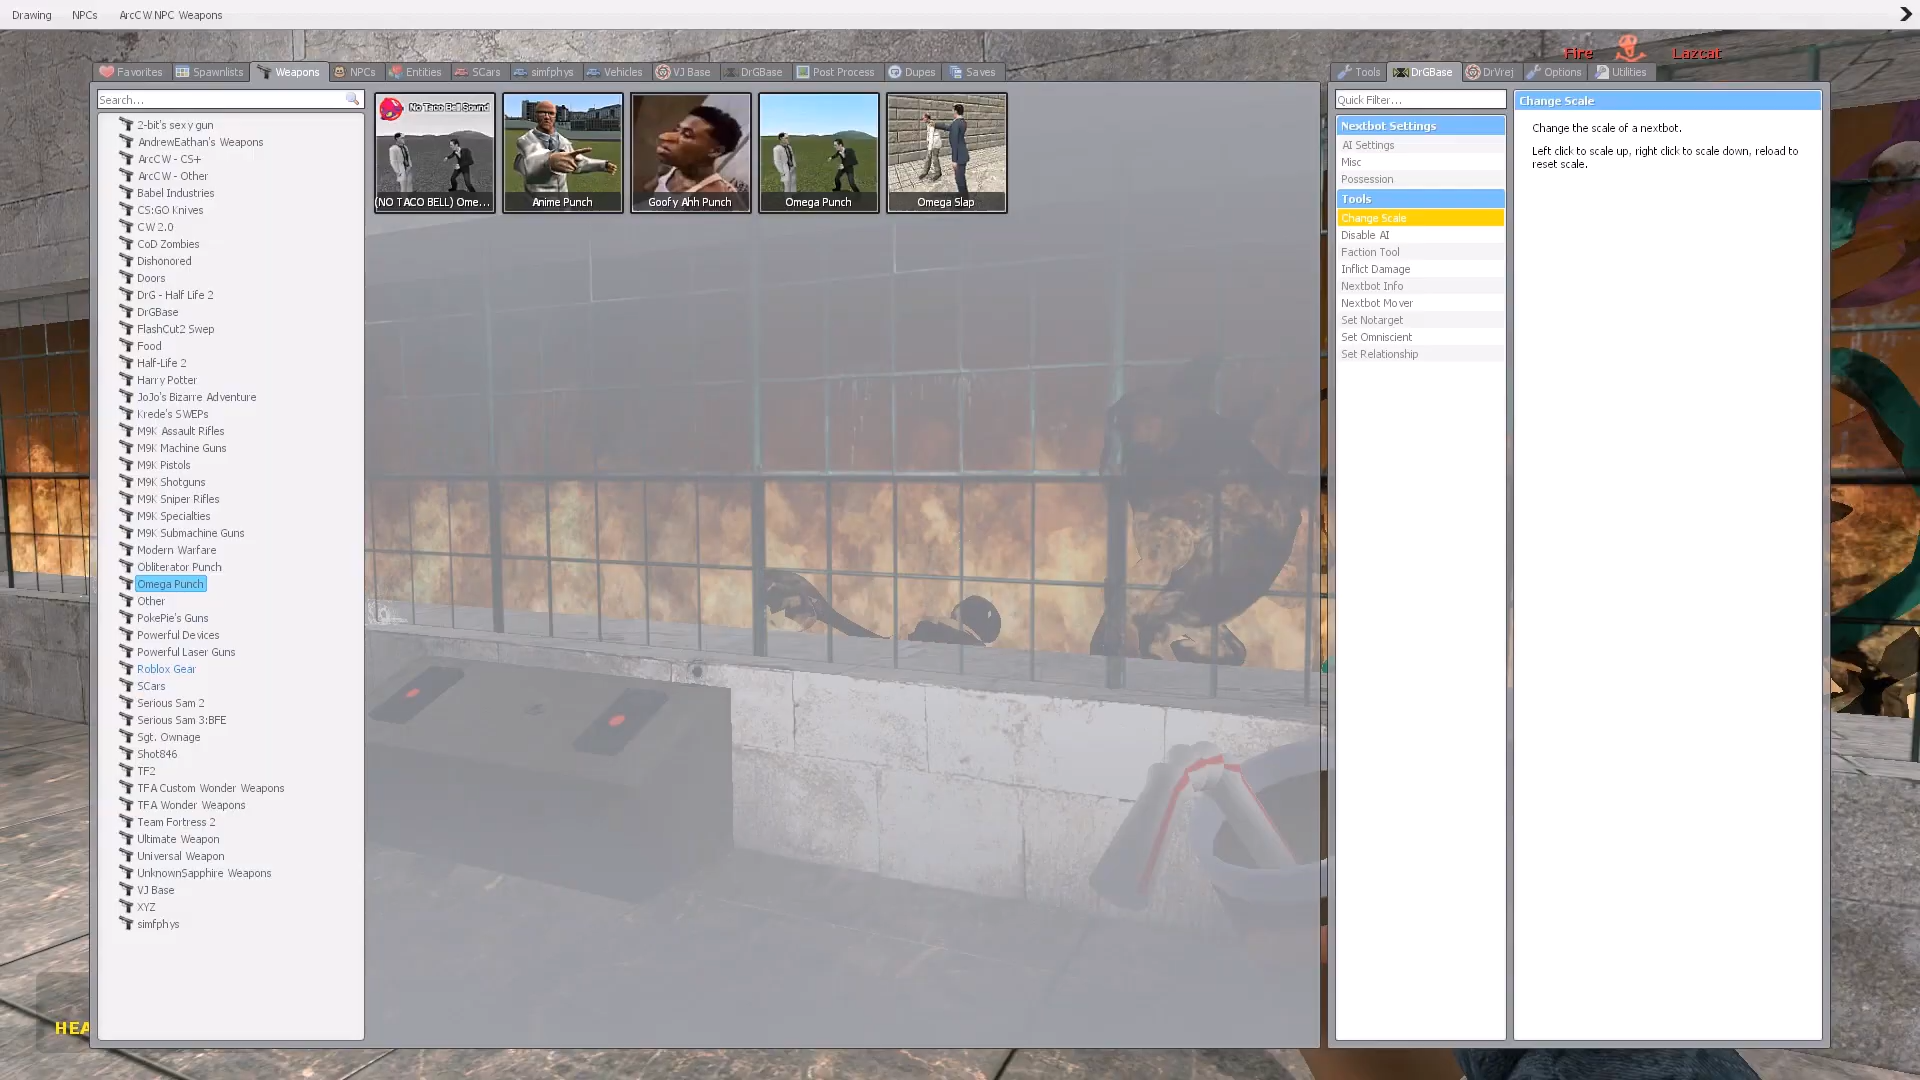 Drawing NPCs ArcCW NPC Weapons
Fire Lazcat
Favorites Spawnlists Weapons NPCs Entities SCars simfphys Vehicles VJ Base DrGBase Post Process Dupes Saves
Tools DrGBase DrVrej Options Utilities
Search...
2-bit's sexy gun
AndrewEathan's Weapons
ArcCW - CS+
ArcCW - Other
Babel Industries
CS:GO Knives
CW 2.0
CoD Zombies
Dishonored
Doors
DrG - Half Life 2
DrGBase
FlashCut2 Swep
Food
Half-Life 2
Harry Potter
JoJo's Bizarre Adventure
Krede's SWEPs
M9K Assault Rifles
M9K Machine Guns
M9K Pistols
M9K Shotguns
M9K Sniper Rifles
M9K Specialties
M9K Submachine Guns
Modern Warfare
Obliterator Punch
Omega Punch
Other
PokePie's Guns
Powerful Devices
Powerful Laser Guns
Roblox Gear
SCars
Serious Sam 2
Serious Sam 3:BFE
Sgt. Ownage
Shot846
TF2
TFA Custom Wonder Weapons
TFA Wonder Weapons
Team Fortress 2
Ultimate Weapon
Universal Weapon
UnknownSapphire Weapons
VJ Base
XYZ
simfphys
No Taco Bell Sound
(NO TACO BELL) Ome...
Anime Punch
Goofy Ahh Punch
Omega Punch
Omega Slap
Quick Filter...
Nextbot Settings
AI Settings
Misc
Possession
Tools
Change Scale
Disable AI
Faction Tool
Inflict Damage
Nextbot Info
Nextbot Mover
Set Notarget
Set Omniscient
Set Relationship
Change Scale
Change the scale of a nextbot.
Left click to scale up, right click to scale down, reload to
reset scale.
HEA